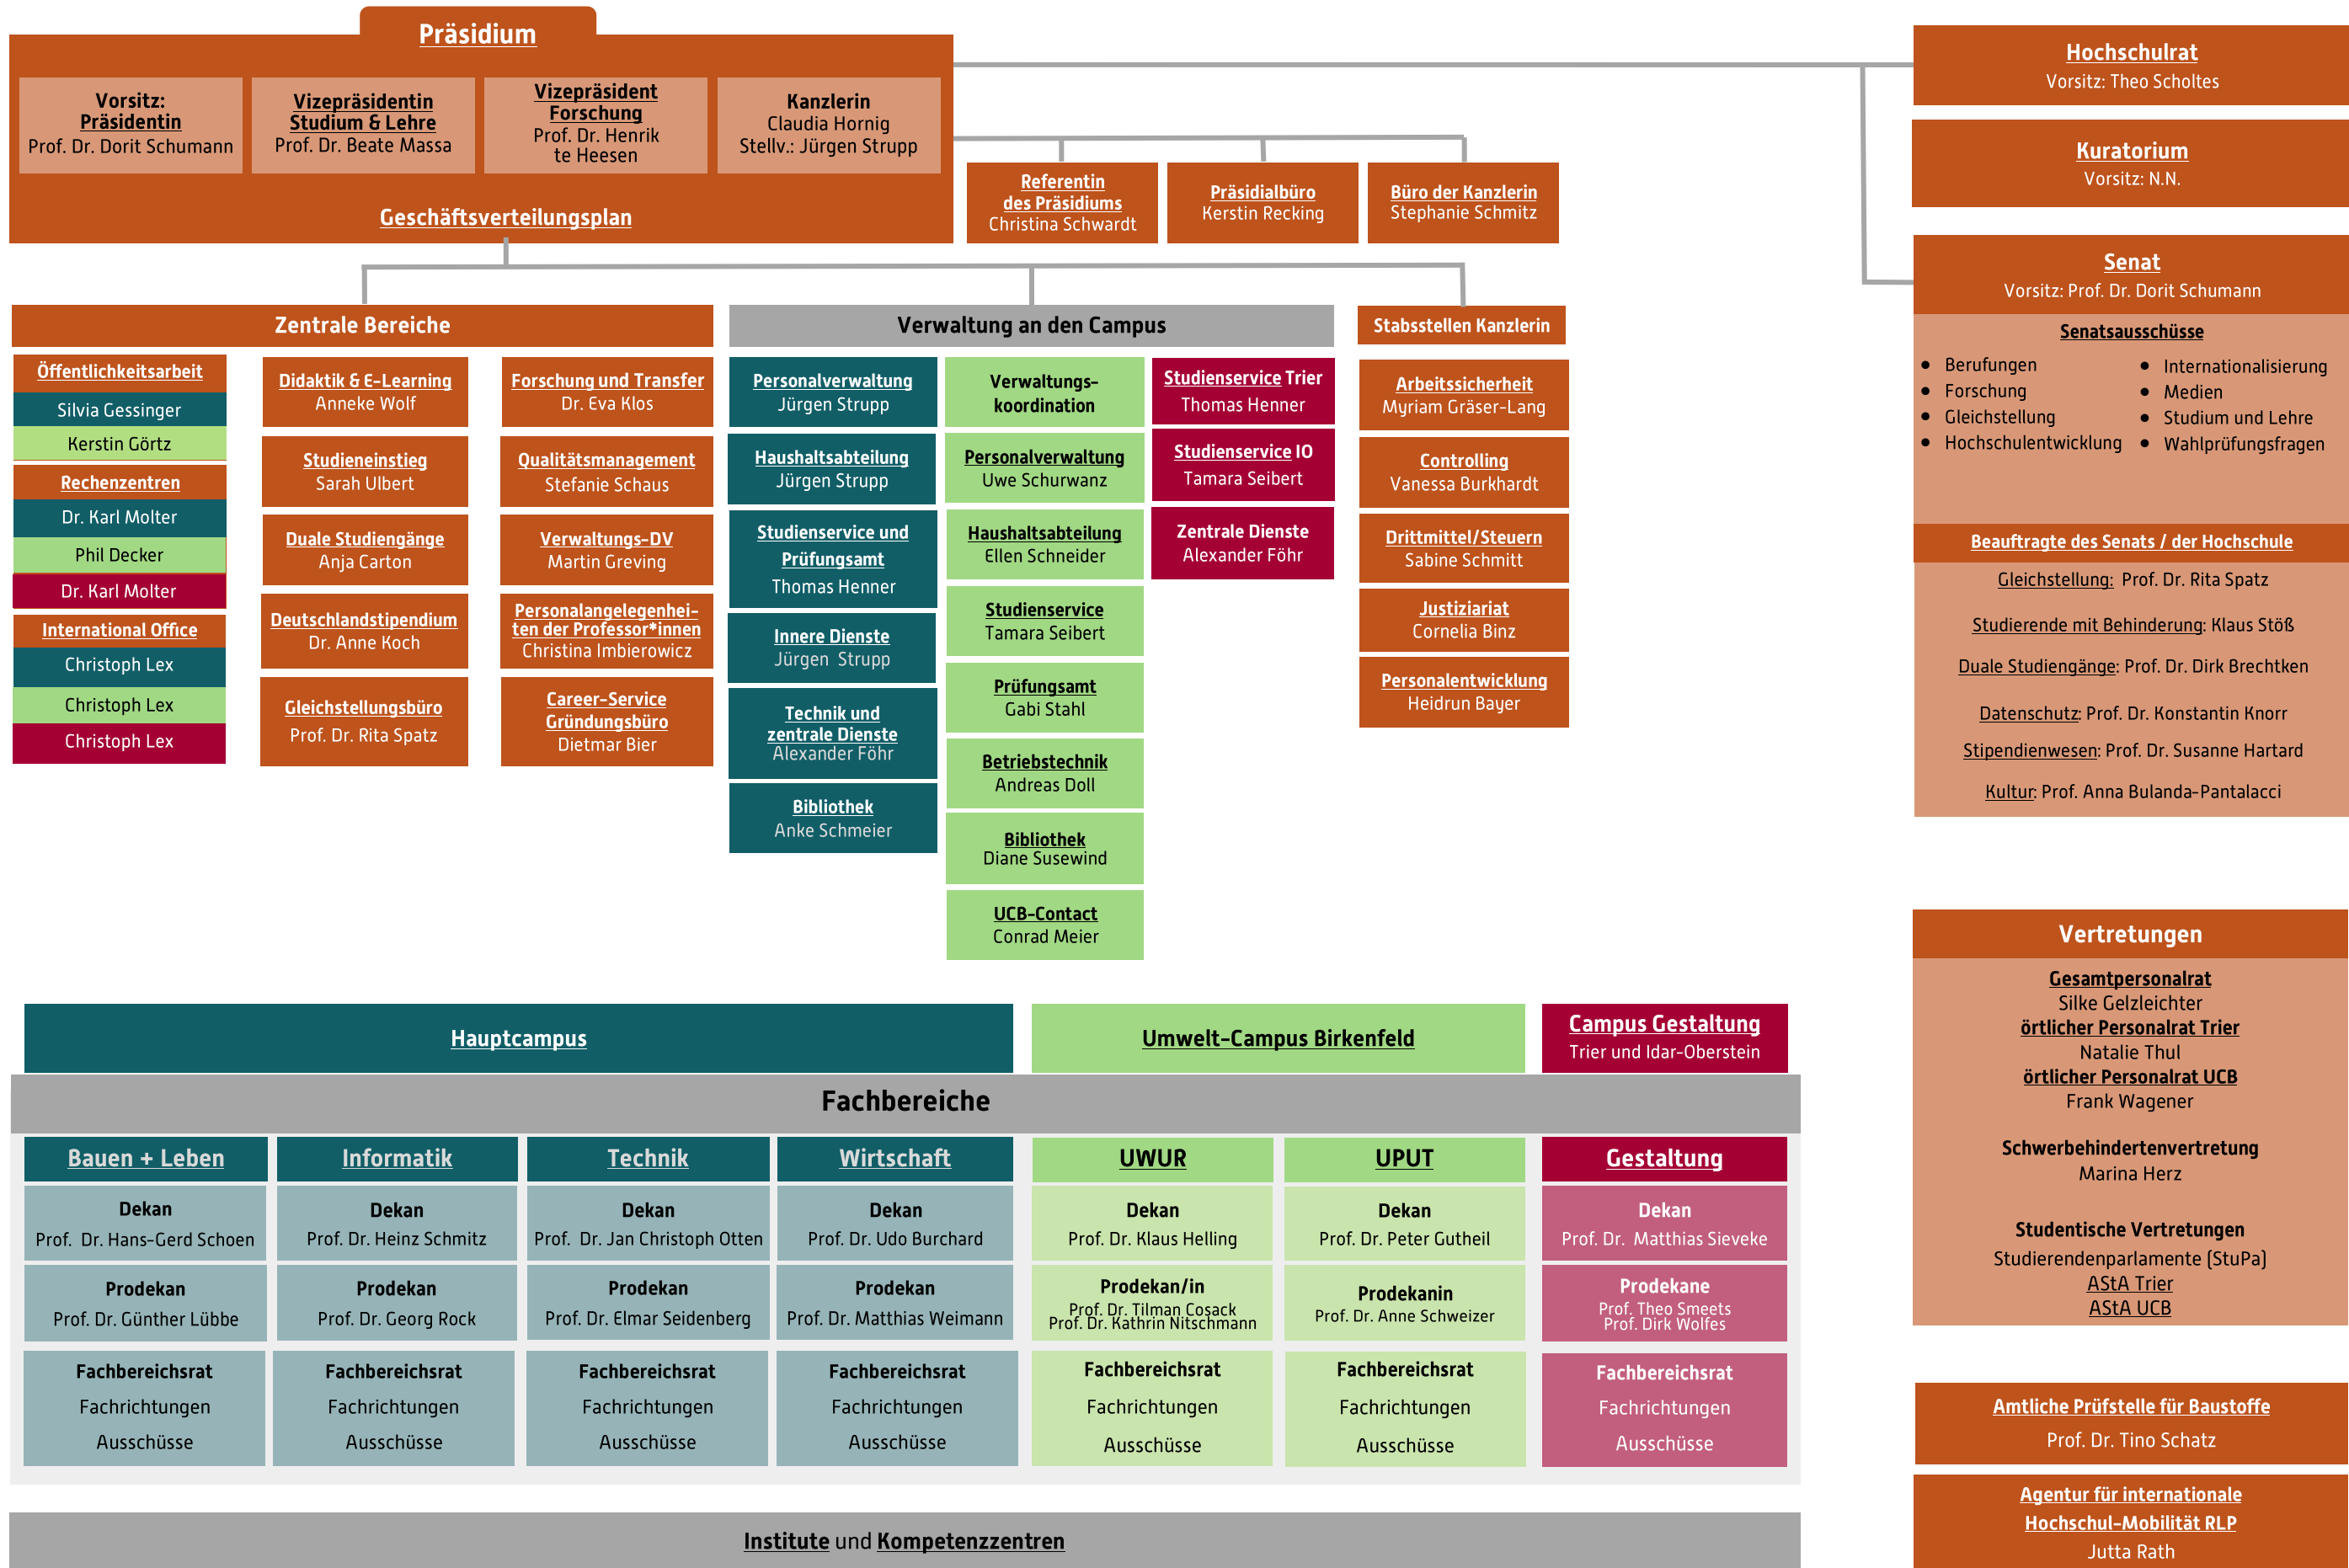 Präsidium
Vorsitz:
Präsidentin
Prof. Dr. Dorit Schumann
Vizepräsidentin
Studium & Lehre
Prof. Dr. Beate Massa
Vizepräsident
Forschung
Prof. Dr. Henrik
te Heesen
Kanzlerin
Claudia Hornig
Stellv.: Jürgen Strupp
Geschäftsverteilungsplan
Referentin
des Präsidiums
Christina Schwardt
Präsidialbüro
Kerstin Recking
Büro der Kanzlerin
Stephanie Schmitz
Hochschulrat
Vorsitz: Theo Scholtes
Kuratorium
Vorsitz: N.N.
Senat
Vorsitz: Prof. Dr. Dorit Schumann
Senatsausschüsse
• Berufungen
• Forschung
• Gleichstellung
• Hochschulentwicklung
• Internationalisierung
• Medien
• Studium und Lehre
• Wahlprüfungsfragen
Beauftragte des Senats / der Hochschule
Gleichstellung: Prof. Dr. Rita Spatz
Studierende mit Behinderung: Klaus Stöß
Duale Studiengänge: Prof. Dr. Dirk Brechtken
Datenschutz: Prof. Dr. Konstantin Knorr
Stipendienwesen: Prof. Dr. Susanne Hartard
Kultur: Prof. Anna Bulanda-Pantalacci
Zentrale Bereiche
Öffentlichkeitsarbeit
Silvia Gessinger
Kerstin Görtz
Rechenzentren
Dr. Karl Molter
Phil Decker
Dr. Karl Molter
International Office
Christoph Lex
Christoph Lex
Christoph Lex
Didaktik & E-Learning
Anneke Wolf
Studieneinstieg
Sarah Ulbert
Duale Studiengänge
Anja Carton
Deutschlandstipendium
Dr. Anne Koch
Gleichstellungsbüro
Prof. Dr. Rita Spatz
Forschung und Transfer
Dr. Eva Klos
Qualitätsmanagement
Stefanie Schaus
Verwaltungs-DV
Martin Greving
Personalangelegenhei-
ten der Professor*innen
Christina Imbierowicz
Career-Service
Gründungsbüro
Dietmar Bier
Verwaltung an den Campus
Personalverwaltung
Jürgen Strupp
Haushaltsabteilung
Jürgen Strupp
Studienservice und
Prüfungsamt
Thomas Henner
Innere Dienste
Jürgen Strupp
Technik und
zentrale Dienste
Alexander Föhr
Bibliothek
Anke Schmeier
Verwaltungs-
koordination
Personalverwaltung
Uwe Schurwanz
Haushaltsabteilung
Ellen Schneider
Studienservice
Tamara Seibert
Prüfungsamt
Gabi Stahl
Betriebstechnik
Andreas Doll
Bibliothek
Diane Susewind
UCB-Contact
Conrad Meier
Studienservice Trier
Thomas Henner
Studienservice IO
Tamara Seibert
Zentrale Dienste
Alexander Föhr
Stabsstellen Kanzlerin
Arbeitssicherheit
Myriam Gräser-Lang
Controlling
Vanessa Burkhardt
Drittmittel/Steuern
Sabine Schmitt
Justiziariat
Cornelia Binz
Personalentwicklung
Heidrun Bayer
Vertretungen
Gesamtpersonalrat
Silke Gelzleichter
örtlicher Personalrat Trier
Natalie Thul
örtlicher Personalrat UCB
Frank Wagener
Schwerbehindertenvertretung
Marina Herz
Studentische Vertretungen
Studierendenparlamente (StuPa)
AStA Trier
AStA UCB
Hauptcampus
Umwelt-Campus Birkenfeld
Campus Gestaltung
Trier und Idar-Oberstein
Fachbereiche
Bauen + Leben
Dekan
Prof. Dr. Hans-Gerd Schoen
Prodekan
Prof. Dr. Günther Lübbe
Fachbereichsrat
Fachrichtungen
Ausschüsse
Informatik
Dekan
Prof. Dr. Heinz Schmitz
Prodekan
Prof. Dr. Georg Rock
Fachbereichsrat
Fachrichtungen
Ausschüsse
Technik
Dekan
Prof. Dr. Jan Christoph Otten
Prodekan
Prof. Dr. Elmar Seidenberg
Fachbereichsrat
Fachrichtungen
Ausschüsse
Wirtschaft
Dekan
Prof. Dr. Udo Burchard
Prodekan
Prof. Dr. Matthias Weimann
Fachbereichsrat
Fachrichtungen
Ausschüsse
UWUR
Dekan
Prof. Dr. Klaus Helling
Prodekan/in
Prof. Dr. Tilman Cosack
Prof. Dr. Kathrin Nitschmann
Fachbereichsrat
Fachrichtungen
Ausschüsse
UPUT
Dekan
Prof. Dr. Peter Gutheil
Prodekanin
Prof. Dr. Anne Schweizer
Fachbereichsrat
Fachrichtungen
Ausschüsse
Gestaltung
Dekan
Prof. Dr. Matthias Sieveke
Prodekane
Prof. Theo Smeets
Prof. Dirk Wolfes
Fachbereichsrat
Fachrichtungen
Ausschüsse
Amtliche Prüfstelle für Baustoffe
Prof. Dr. Tino Schatz
Agentur für internationale
Hochschul-Mobilität RLP
Jutta Rath
Institute und Kompetenzzentren